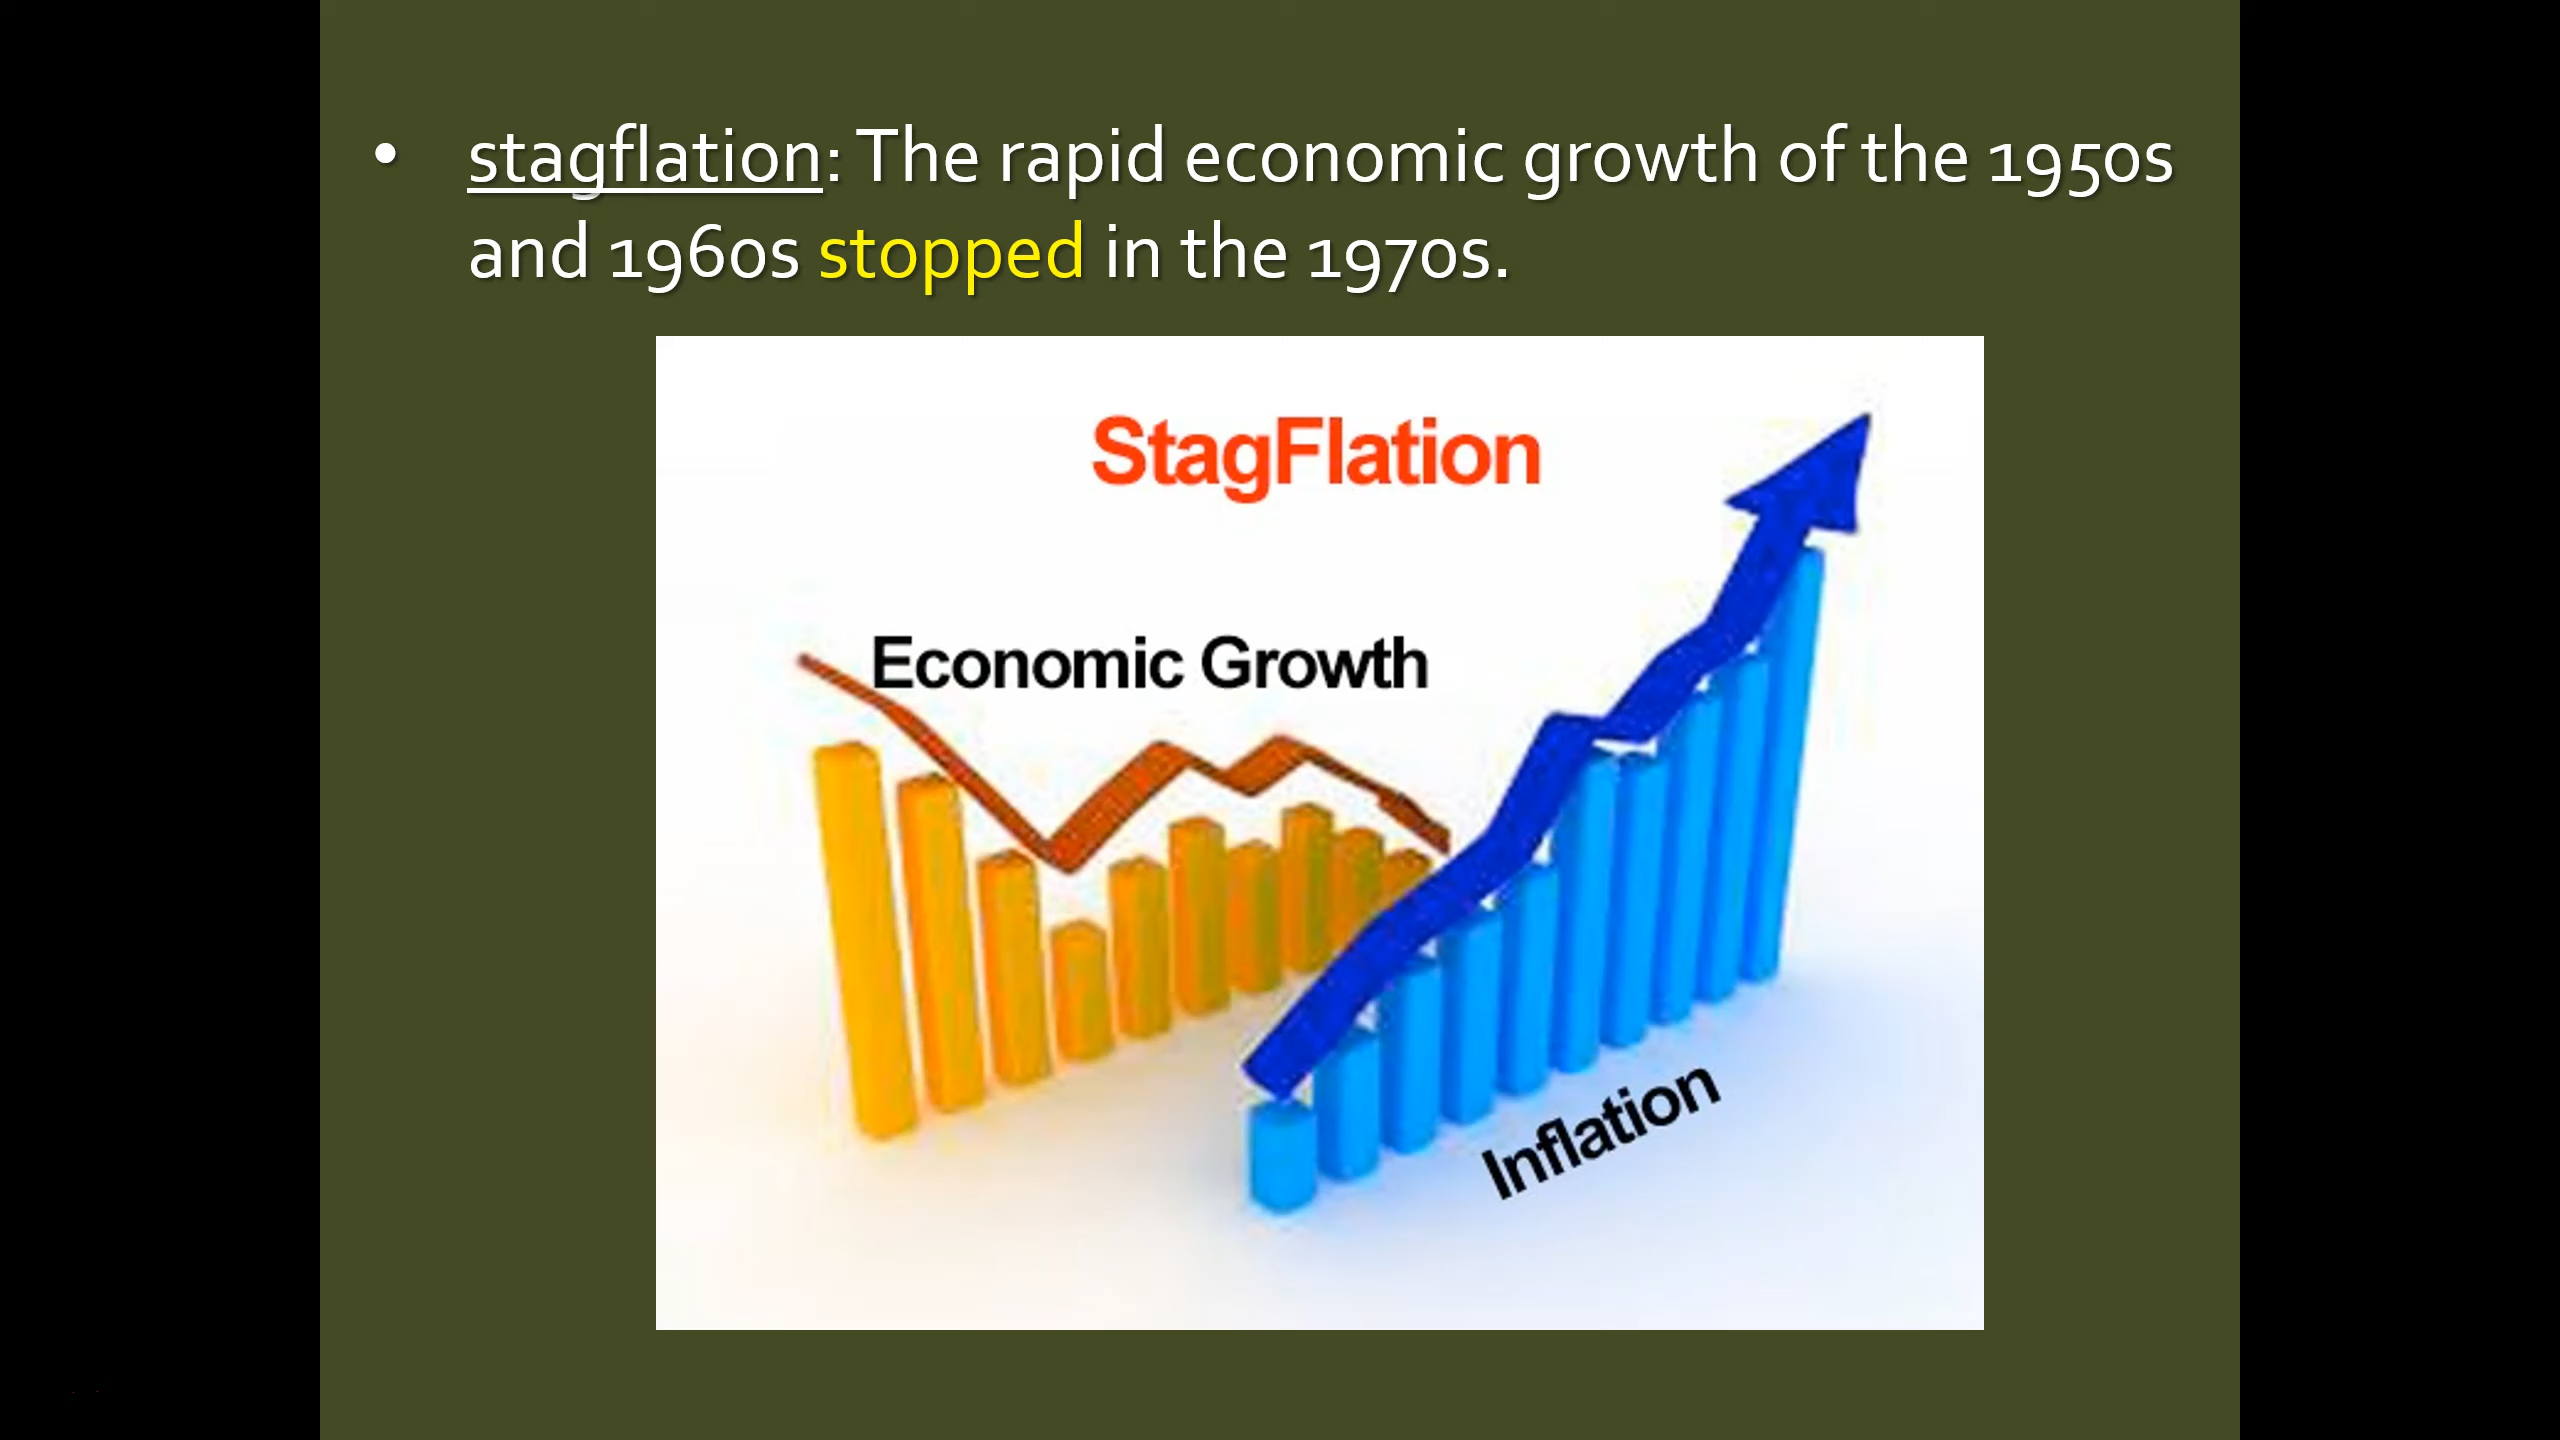 • stagflation: The rapid economic growth of the 1950s
and 1960s stopped in the 1970s.
StagFlation
Economic Growth
Inflation